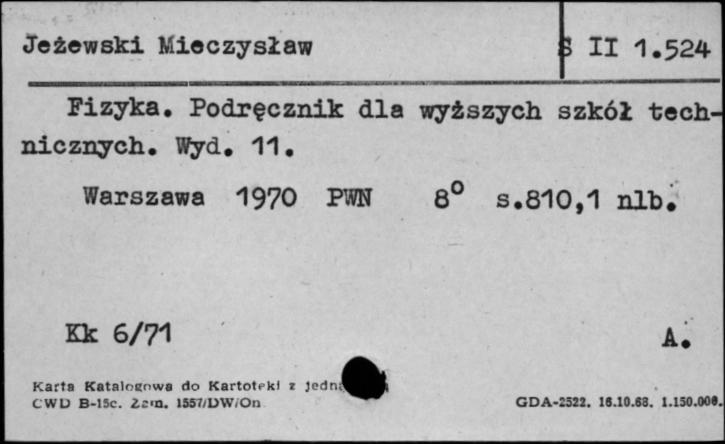 Jeżewski Mieczysław S II 1.524
Fizyka. Podręcznik dla wyższych szkół tech-
nicznych. Wyd. 11.
Warszawa 1970 PWN 8° s.810,1 nlb.
Kk 6/71 A.
Karta Katalogowa do Kartoteki z
CWD B-15c. Zam. 1557/DW/On GDA-2522. 16.10.68. 1.150.000.